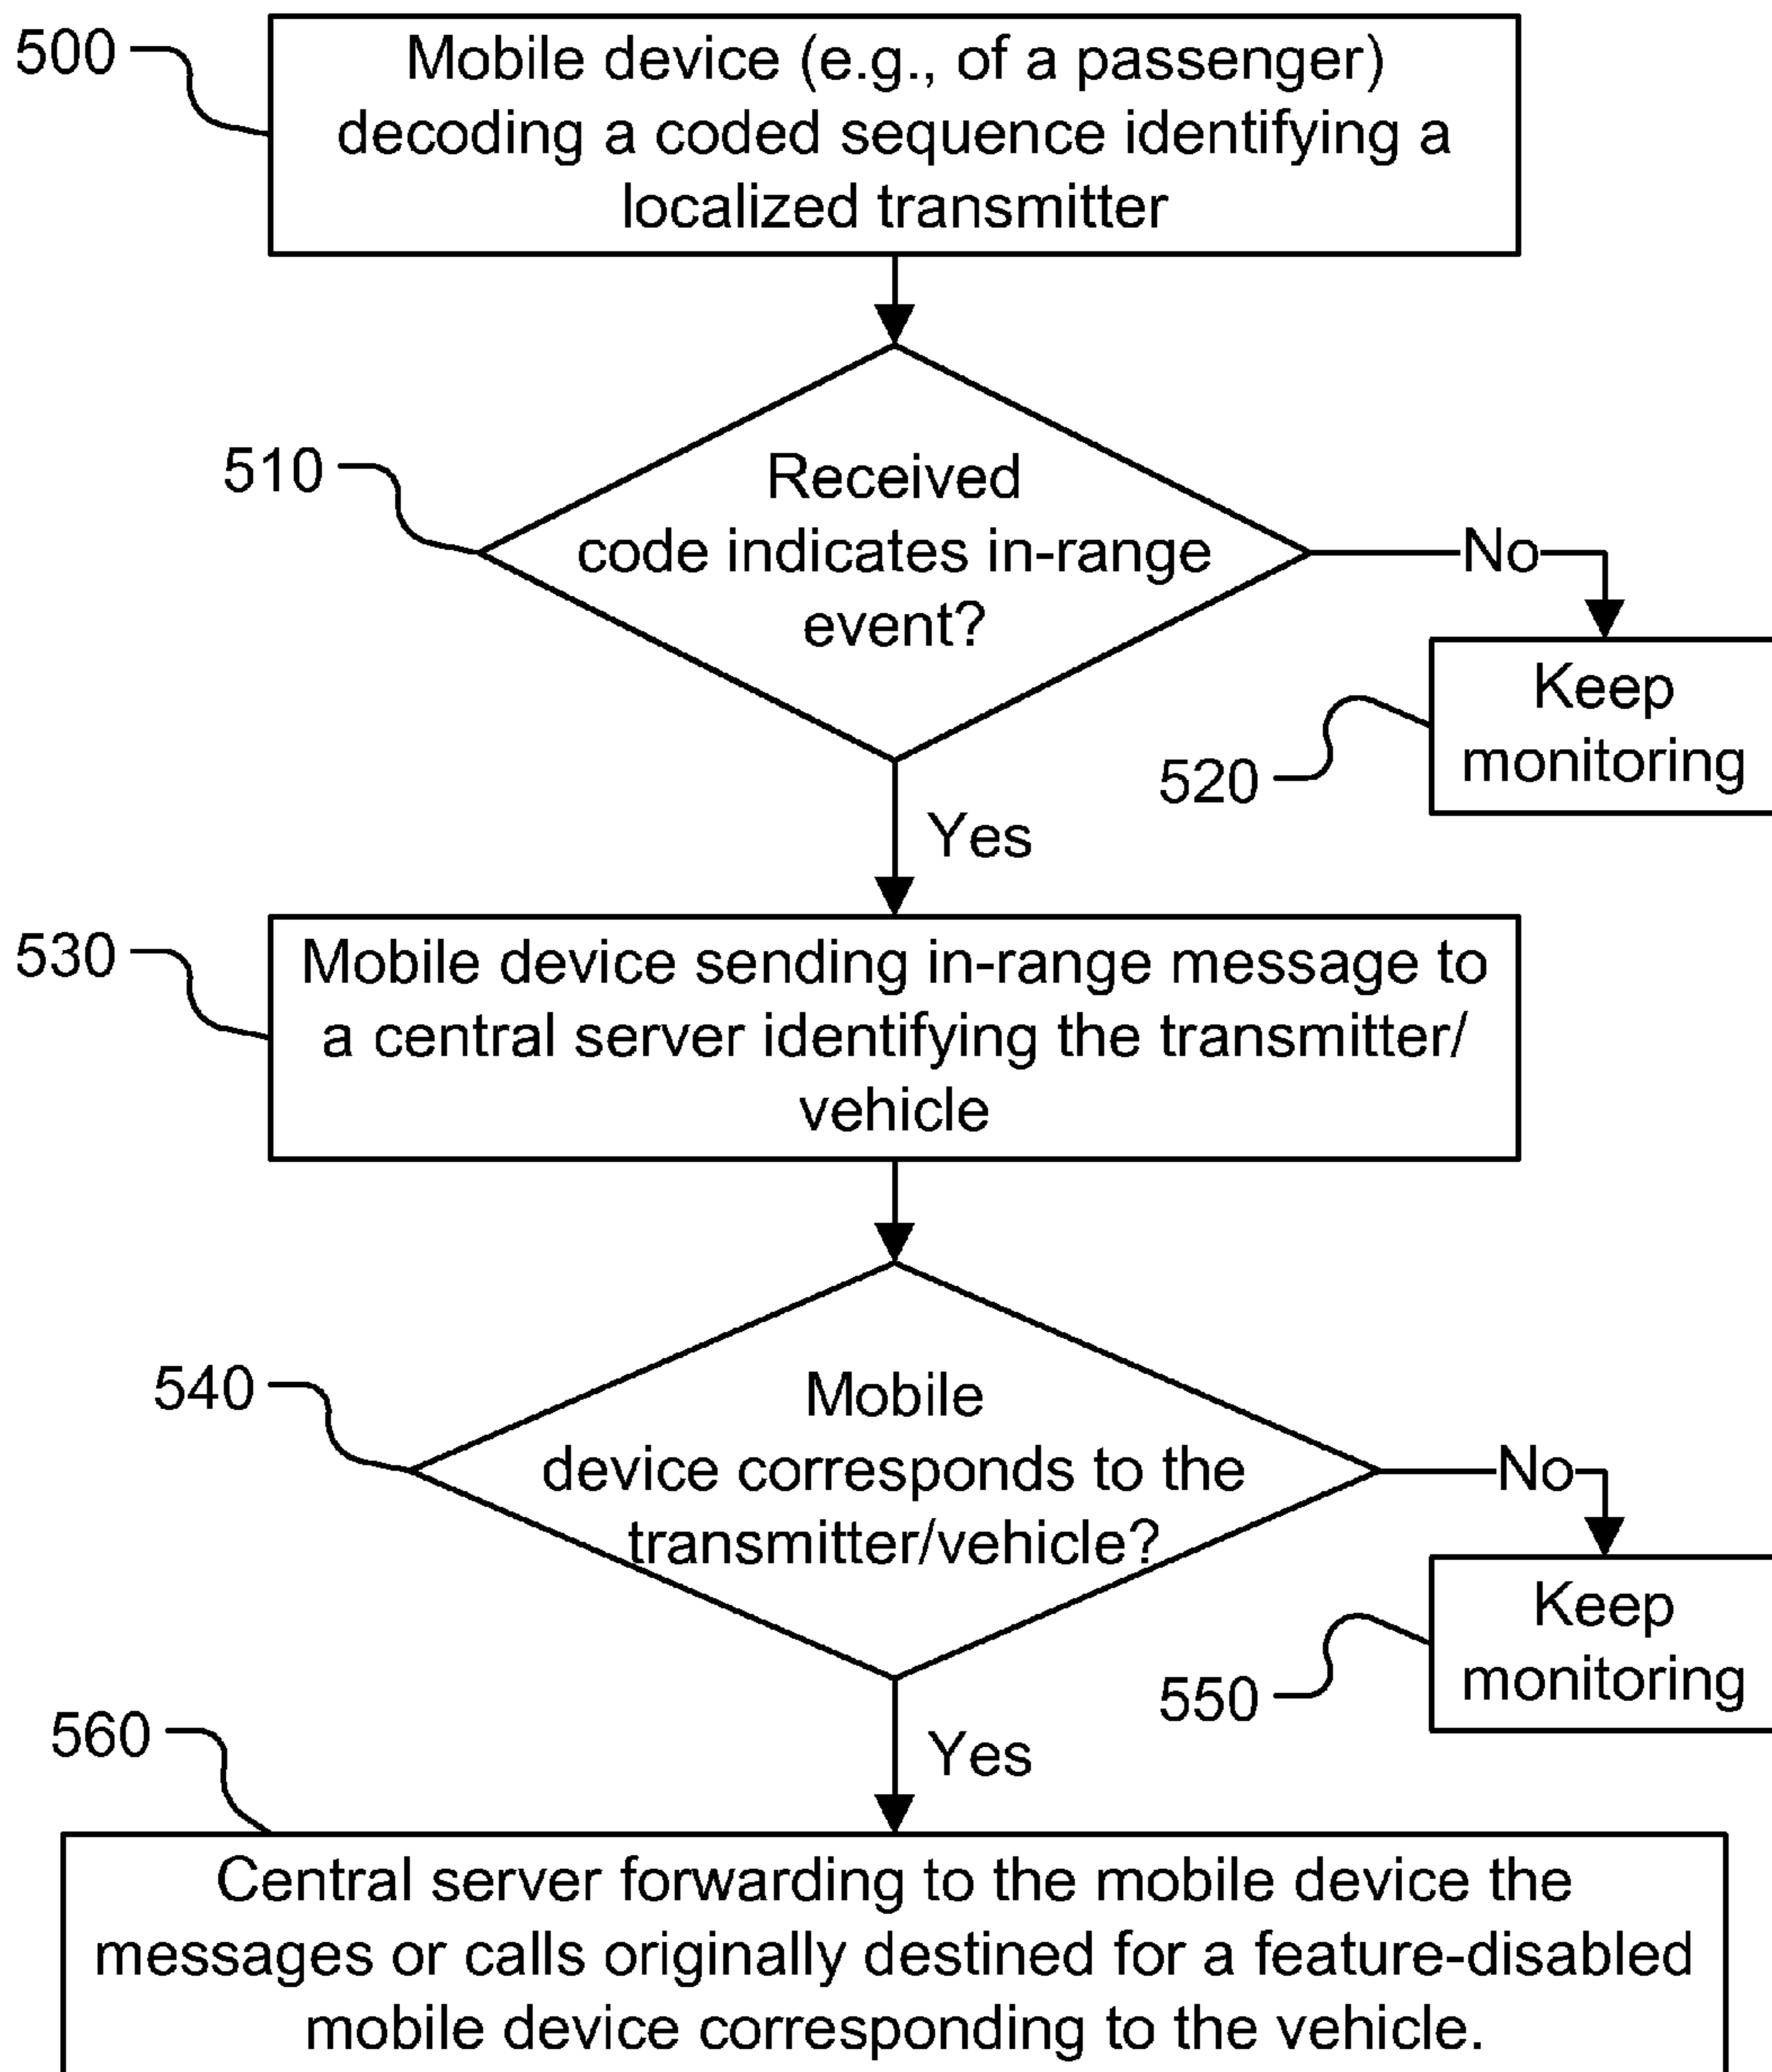 500
Mobile device (e.g., of a passenger)
decoding a coded sequence identifying a
localized transmitter
510
Received
code indicates in-range
event?
No
Keep
monitoring
520
Yes
530
Mobile device sending in-range message to
a central server identifying the transmitter/
vehicle
540
Mobile
device corresponds to the
transmitter/vehicle?
No
Keep
monitoring
550
560
Yes
Central server forwarding to the mobile device the
messages or calls originally destined for a feature-disabled
mobile device corresponding to the vehicle.